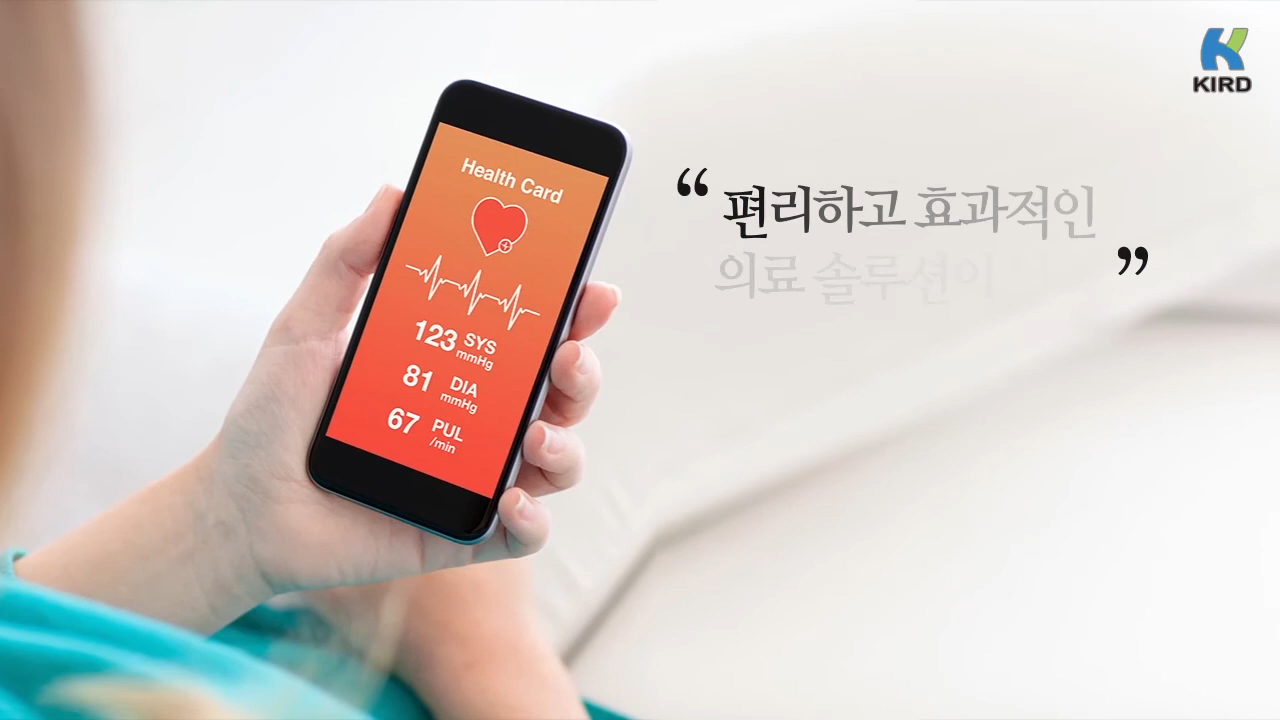 KIRD
Health Card
123 SYS mmHg
81 DIA mmHg
67 PUL /min
“ 편리하고 효과적인
의료 솔루션이 ”